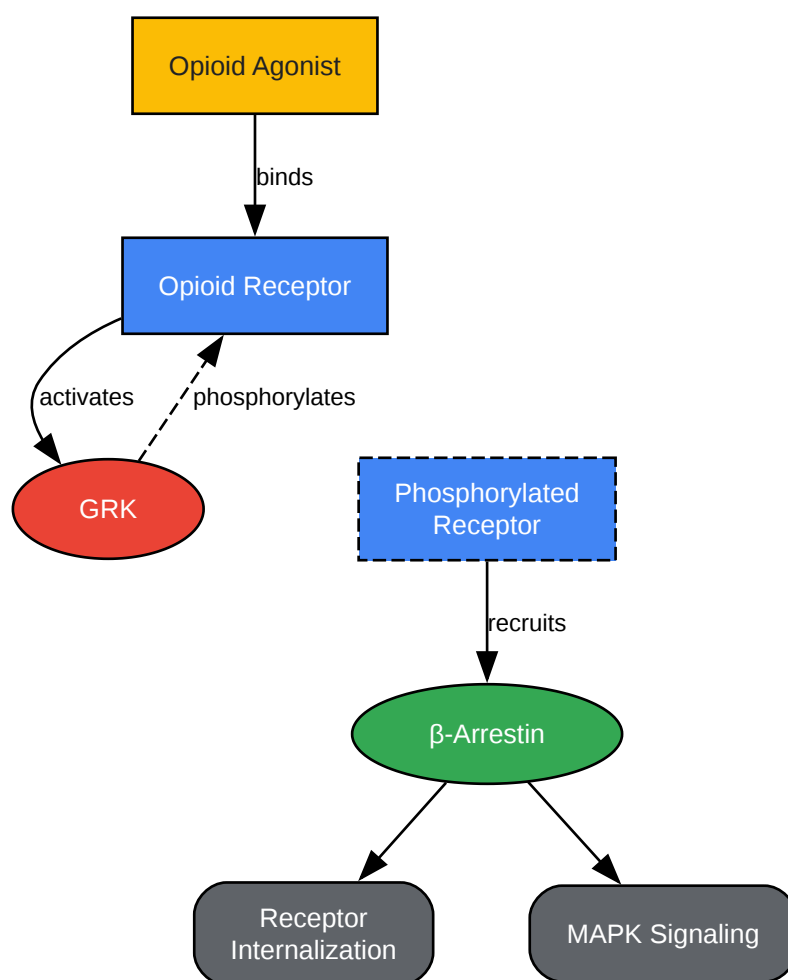 Opioid Agonist
binds
Opioid Receptor
activates
phosphorylates
GRK
Phosphorylated
Receptor
recruits
β-Arrestin
Receptor
Internalization
MAPK Signaling